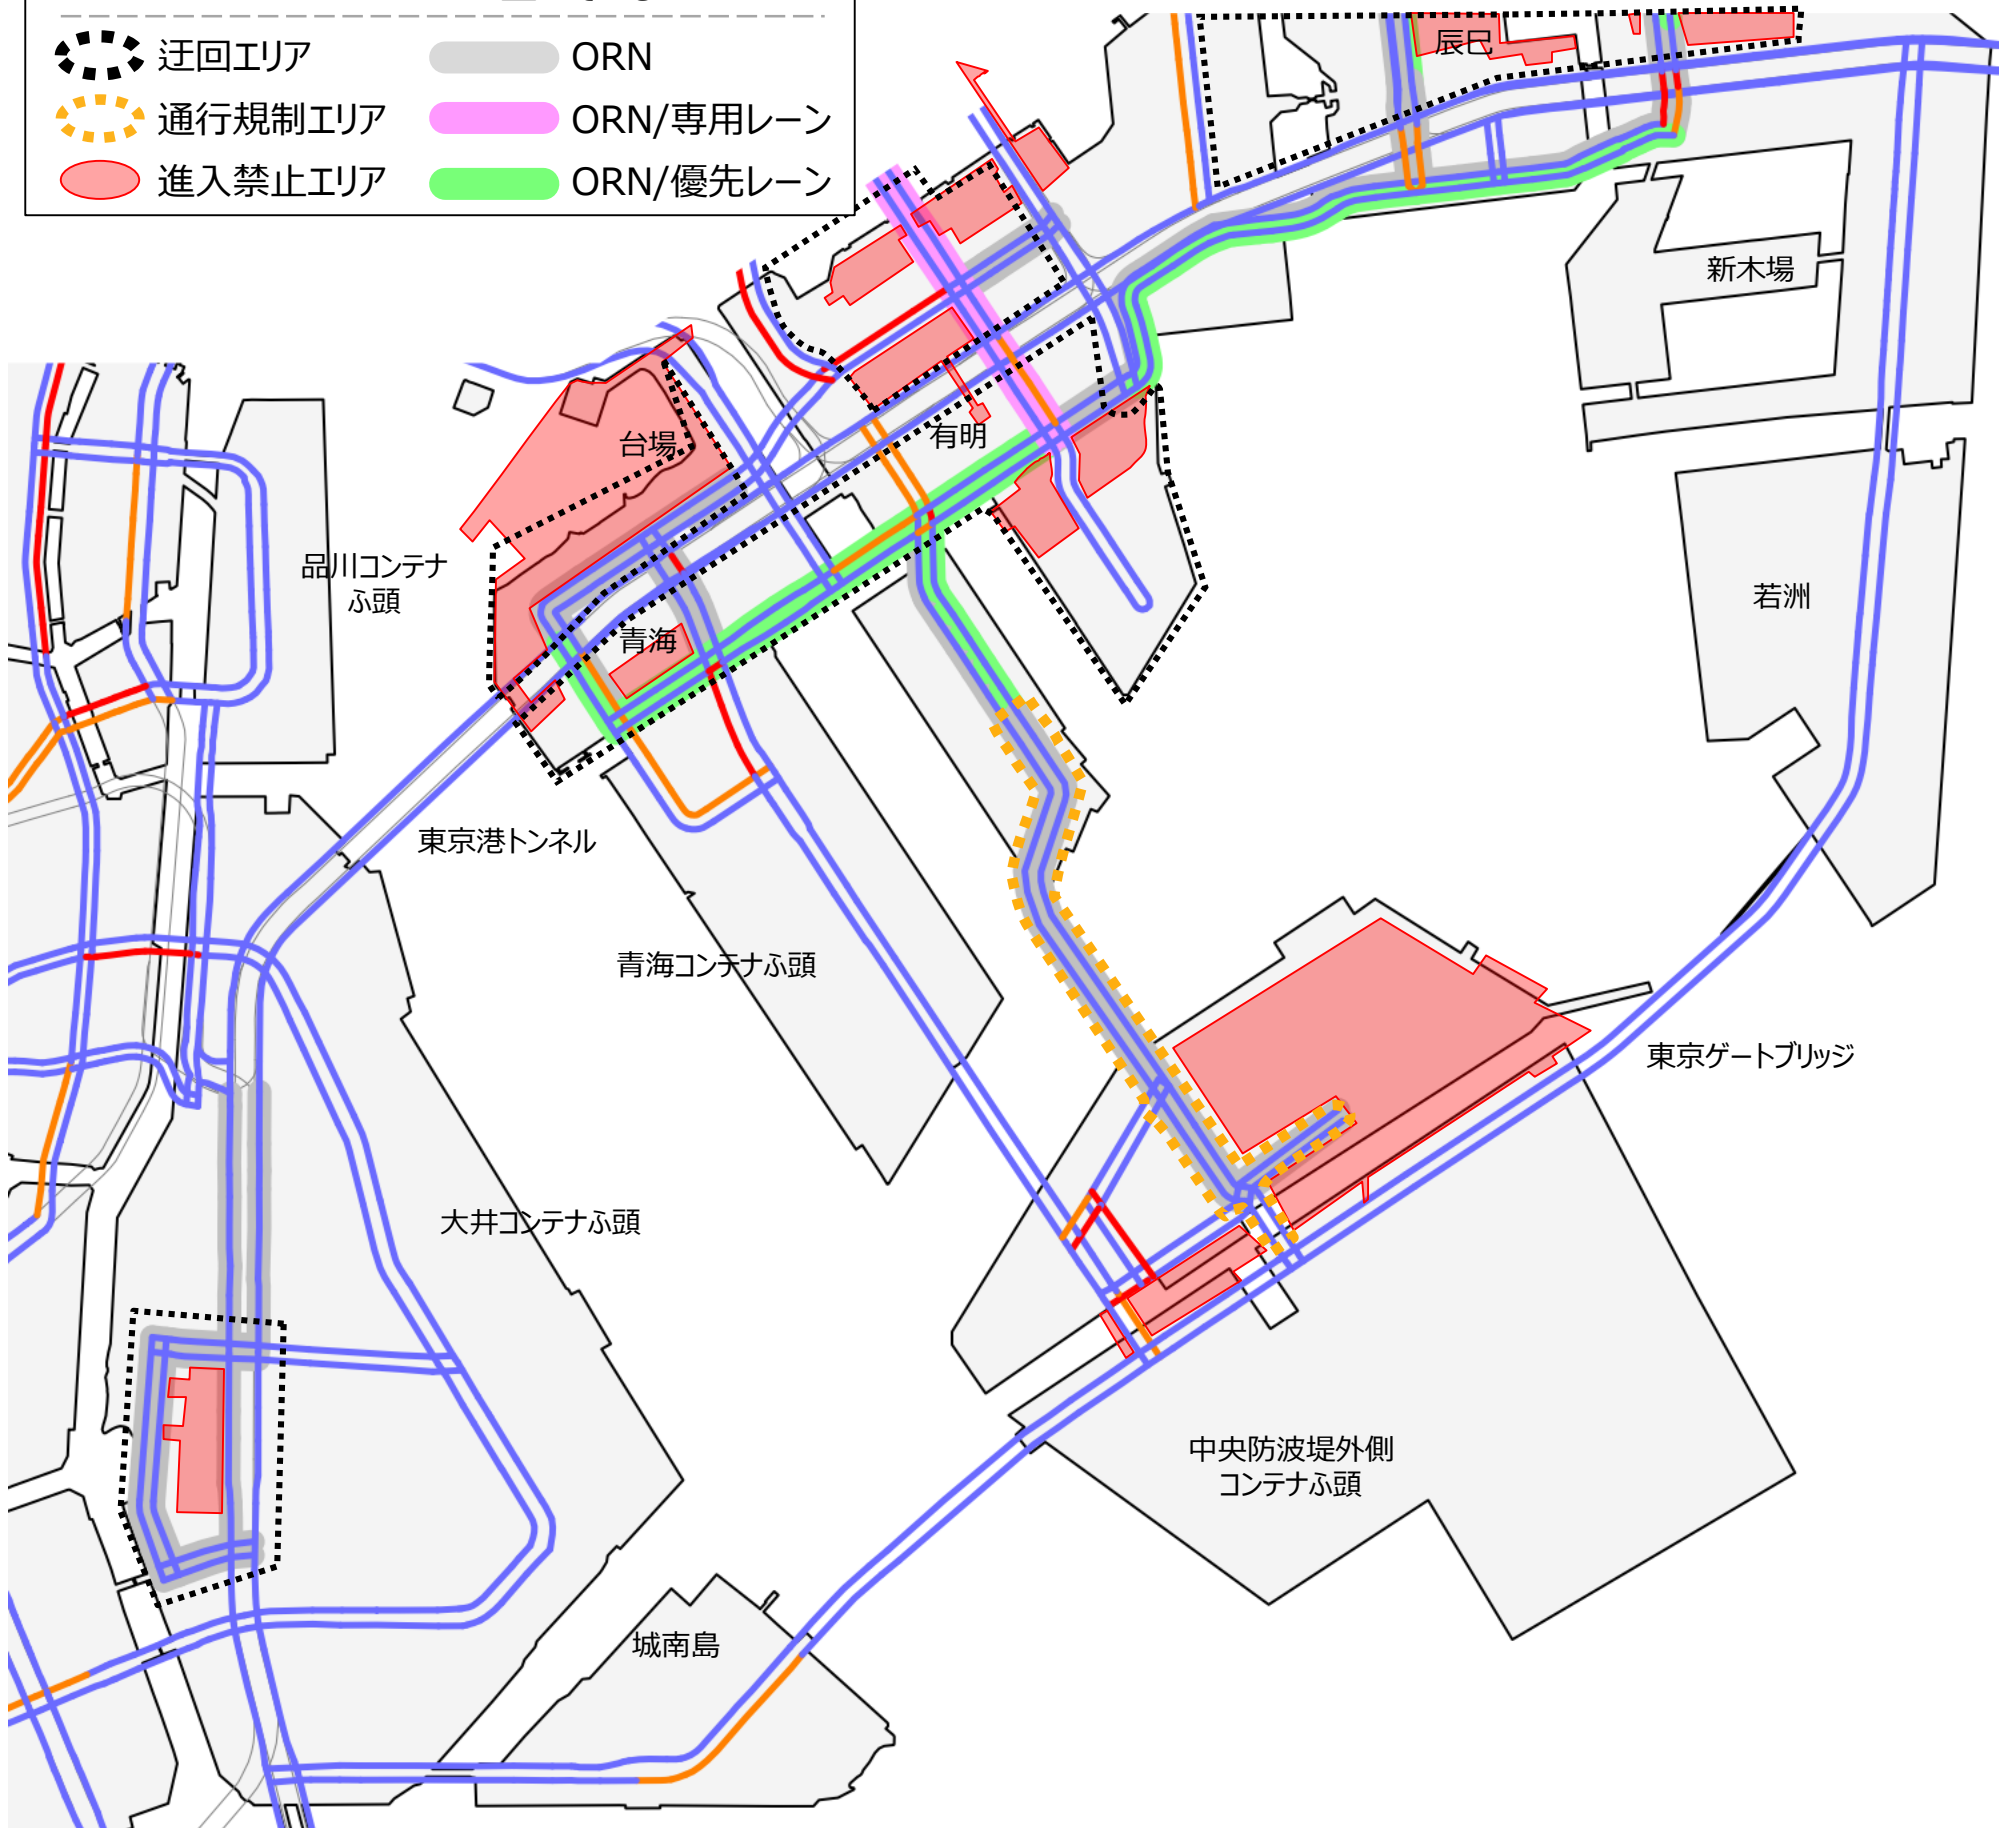 迂回エリア
ORN
通行規制エリア
ORN/専用レーン
進入禁止エリア
ORN/優先レーン
辰巳
新木場
有明
台場
品川コンテナ
ふ頭
青海
若洲
東京港トンネル
青海コンテナふ頭
東京ゲートブリッジ
大井コンテナふ頭
中央防波堤外側
コンテナふ頭
城南島